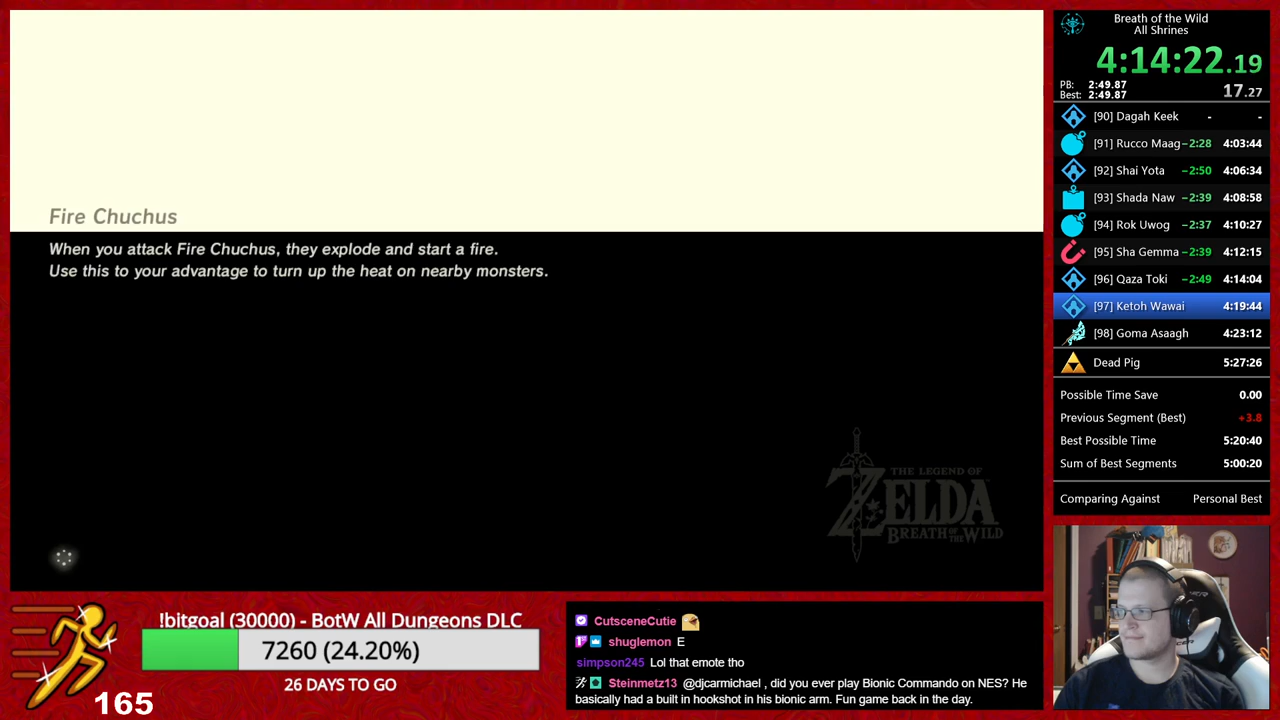 Fire Chuchus
When you attack Fire Chuchus, they explode and start a fire.
Use this to your advantage to turn up the heat on nearby monsters.
THE LEGEND OF
ZELDA
BREATH OF THE WILD
Breath of the Wild
All Shrines
4:14:22.19
PB: 2:49.87
Best: 2:49.87
17.27
[90] Dagah Keek - -
[91] Rucco Maag -2:28 4:03:44
[92] Shai Yota -2:50 4:06:34
[93] Shada Naw -2:39 4:08:58
[94] Rok Uwog -2:37 4:10:27
[95] Sha Gemma -2:39 4:12:15
[96] Qaza Toki -2:49 4:14:04
[97] Ketoh Wawai 4:19:44
[98] Goma Asaagh 4:23:12
Dead Pig 5:27:26
Possible Time Save 0.00
Previous Segment (Best) +3.8
Best Possible Time 5:20:40
Sum of Best Segments 5:00:20
Comparing Against Personal Best
165
!bitgoal (30000) - BotW All Dungeons DLC
7260 (24.20%)
26 DAYS TO GO
CutsceneCutie
shuglemon E
simpson245 Lol that emote tho
Steinmetz13 @djcarmichael , did you ever play Bionic Commando on NES? He
basically had a built in hookshot in his bionic arm. Fun game back in the day.